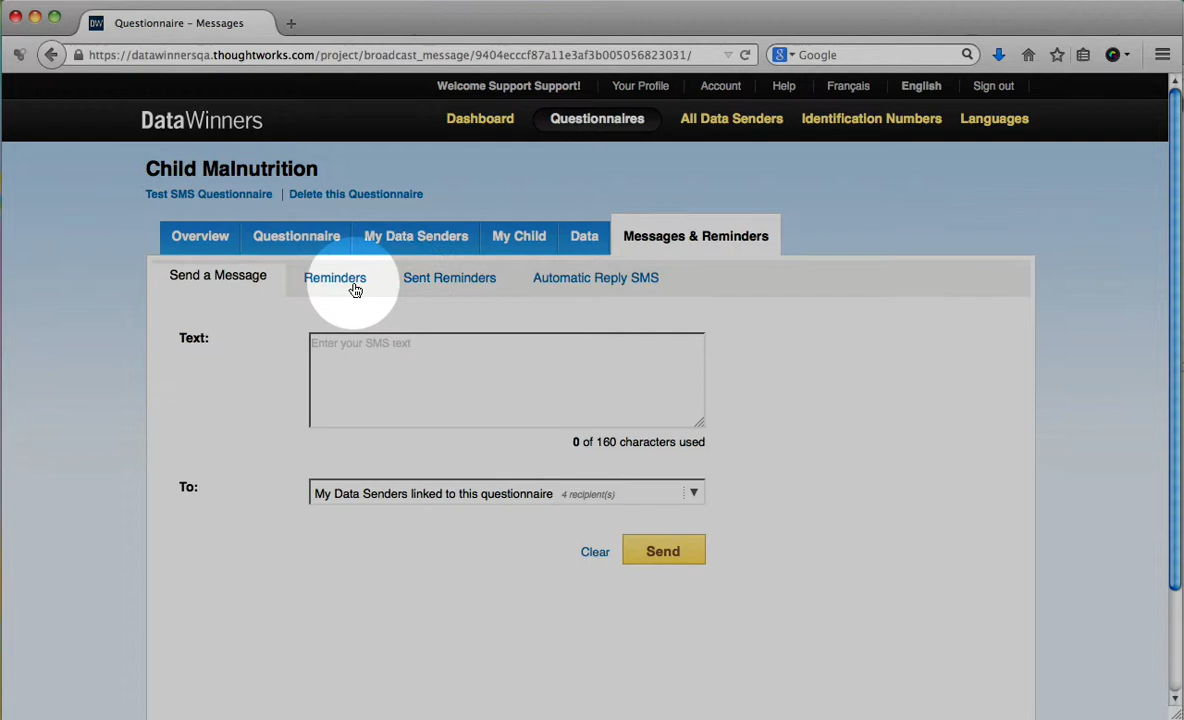 Questionnaire – Messages
https://datawinnersqa.thoughtworks.com/project/broadcast_message/9404ecccf87a11e3af3b005056823031/
Google
Welcome Support Support! Your Profile Account Help Français English Sign out
DataWinners Dashboard Questionnaires All Data Senders Identification Numbers Languages
Child Malnutrition
Test SMS Questionnaire | Delete this Questionnaire
Overview Questionnaire My Data Senders My Child Data Messages & Reminders
Send a Message Reminders Sent Reminders Automatic Reply SMS
Text: Enter your SMS text
0 of 160 characters used
To: My Data Senders linked to this questionnaire 4 recipient(s)
Clear Send